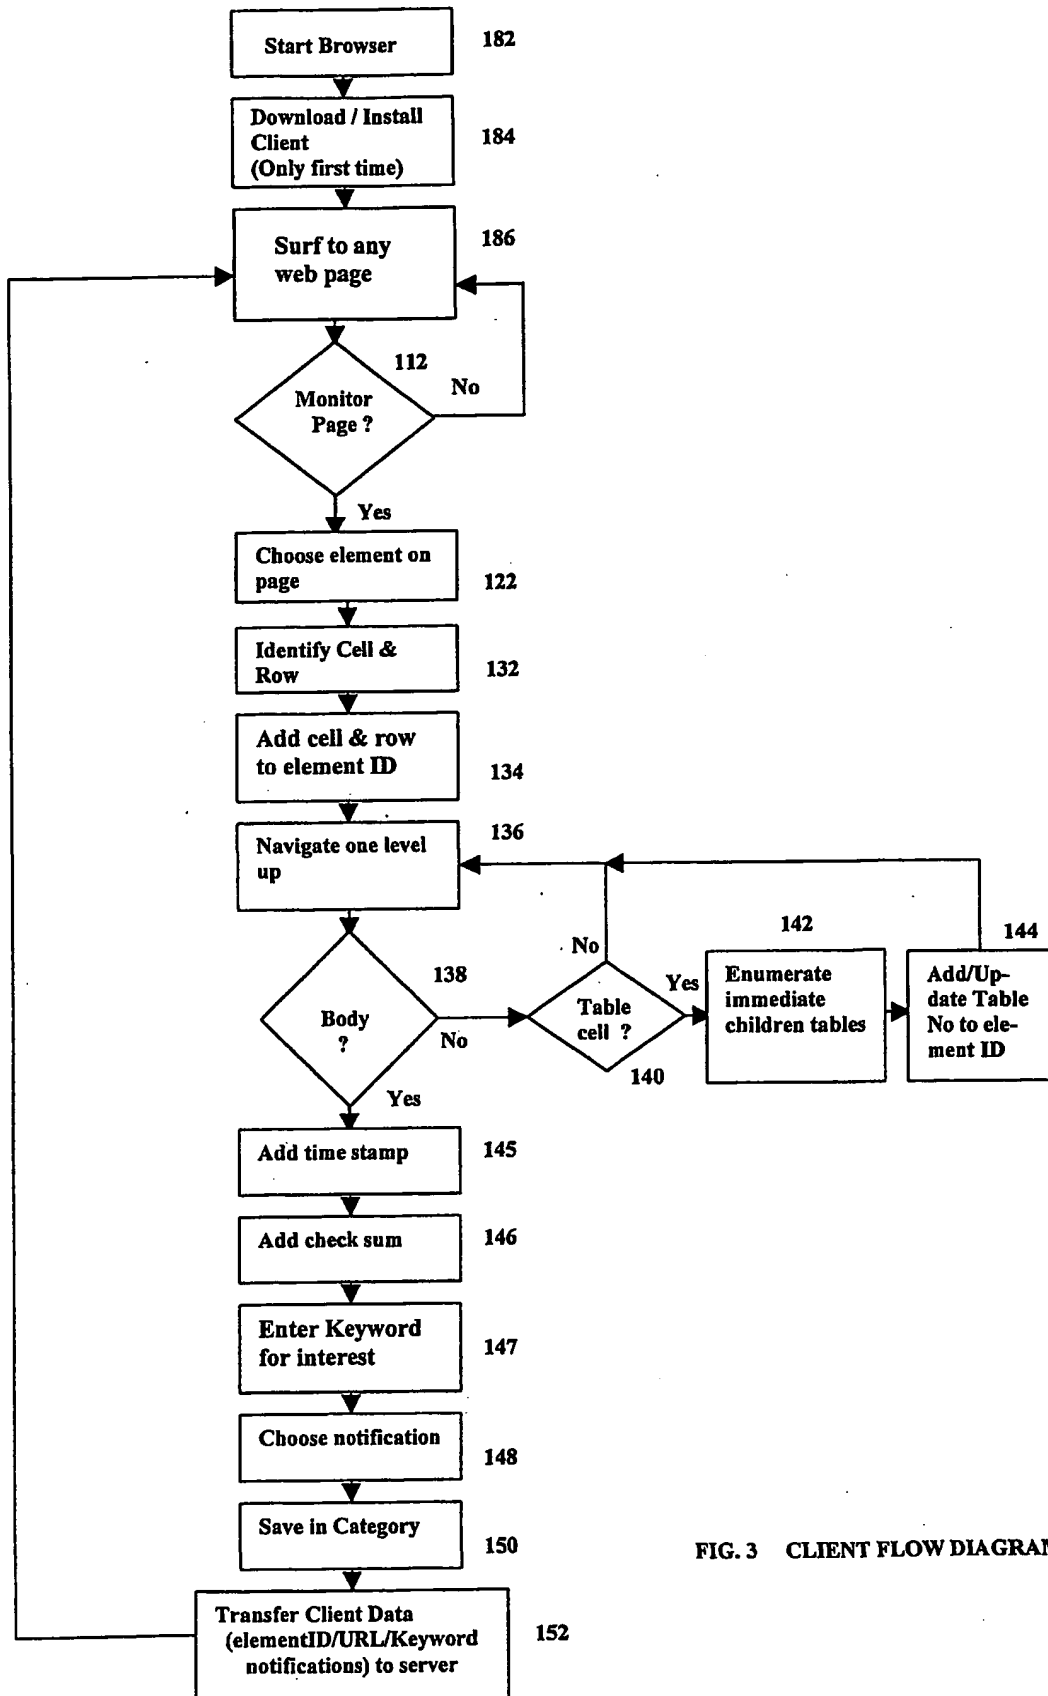 Start Browser
182
Download / Install
Client
(Only first time)
184
Surf to any
web page
186
112
No
Monitor
Page ?
Yes
Choose element on
page
122
Identify Cell &
Row
132
Add cell & row
to element ID
134
136
Navigate one level
up
No
142
144
138
Body
?
No
Table
cell ?
140
Yes
Enumerate
immediate
children tables
Add/Up-
date Table
No to ele-
ment ID
Yes
Add time stamp
145
Add check sum
146
Enter Keyword
for interest
147
Choose notification
148
Save in Category
150
FIG. 3 CLIENT FLOW DIAGRAM
Transfer Client Data
(elementID/URL/Keyword
notifications) to server
152